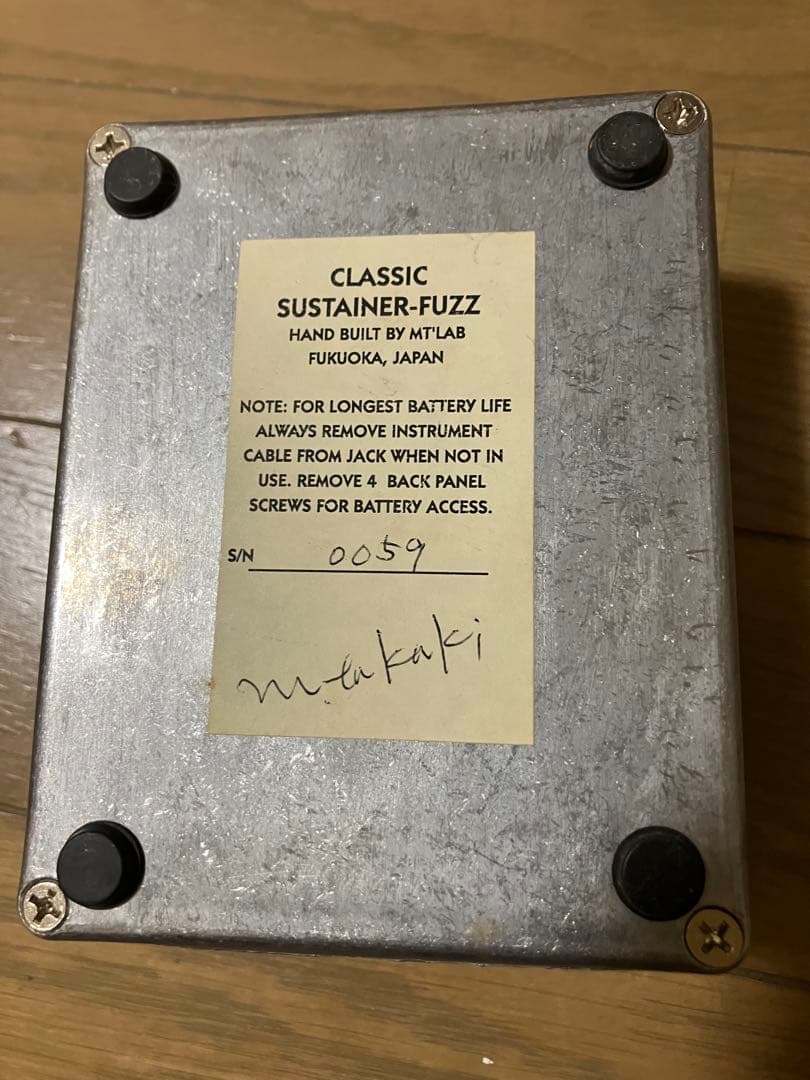 CLASSIC
SUSTAINER-FUZZ
HAND BUILT BY MT'LAB
FUKUOKA, JAPAN
NOTE: FOR LONGEST BATTERY LIFE
ALWAYS REMOVE INSTRUMENT
CABLE FROM JACK WHEN NOT IN
USE. REMOVE 4 BACK PANEL
SCREWS FOR BATTERY ACCESS.
S/N 0059
m.takaki